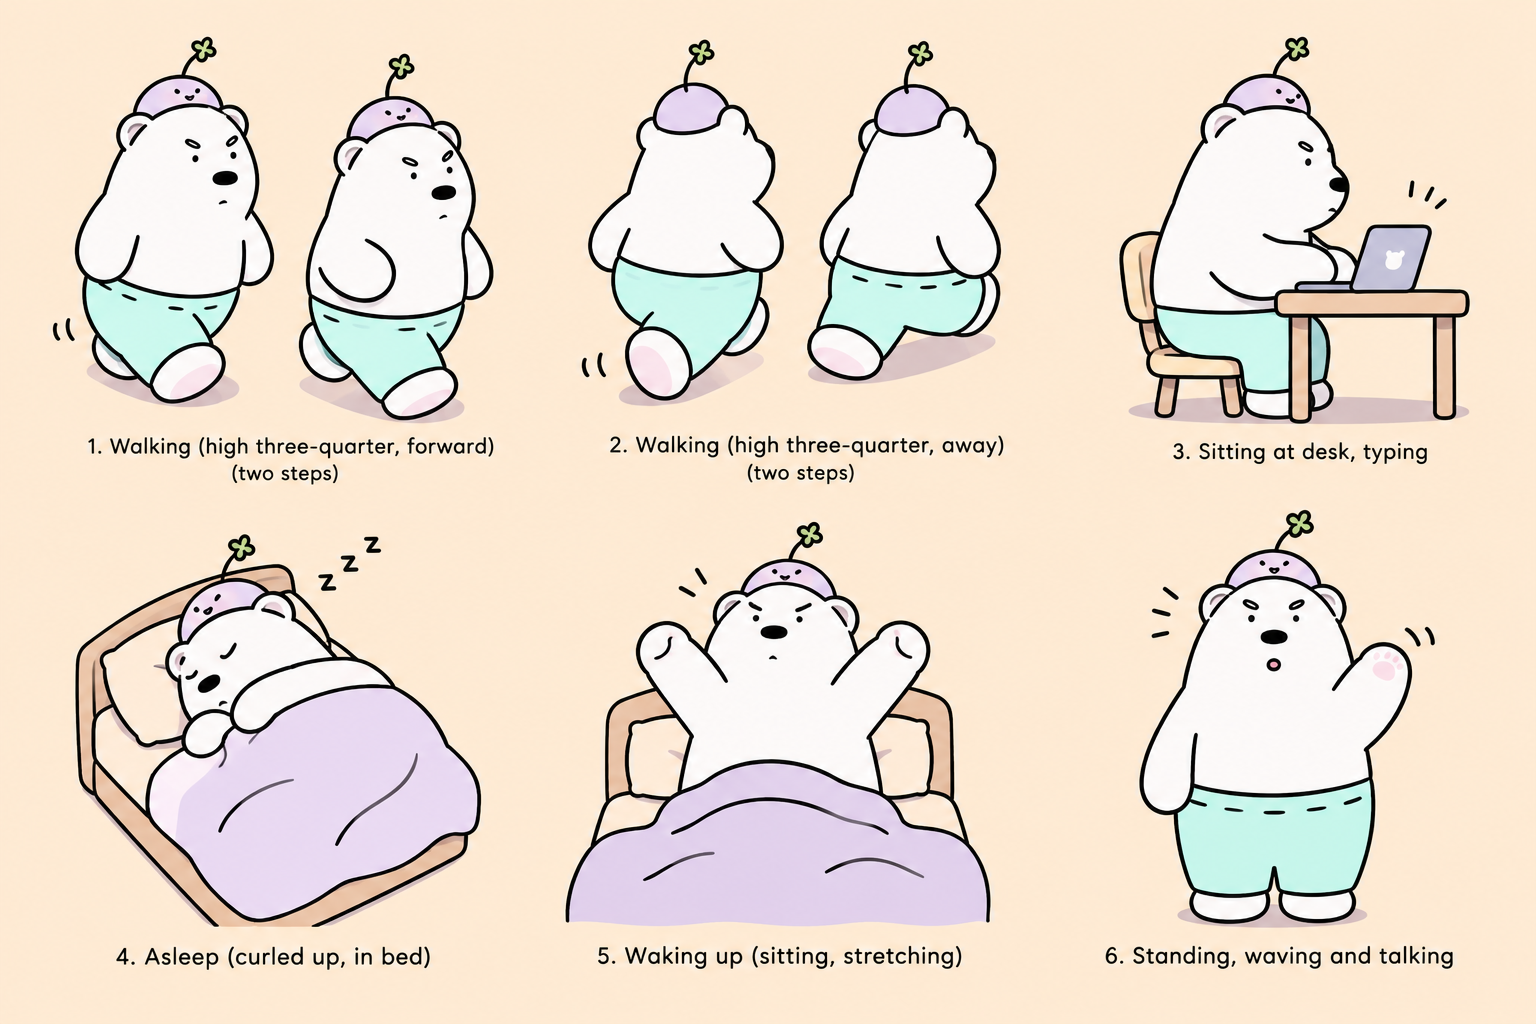 1. Walking (high three-quarter, forward)
(two steps)
2. Walking (high three-quarter, away)
(two steps)
3. Sitting at desk, typing
z z z
4. Asleep (curled up, in bed)
5. Waking up (sitting, stretching)
6. Standing, waving and talking